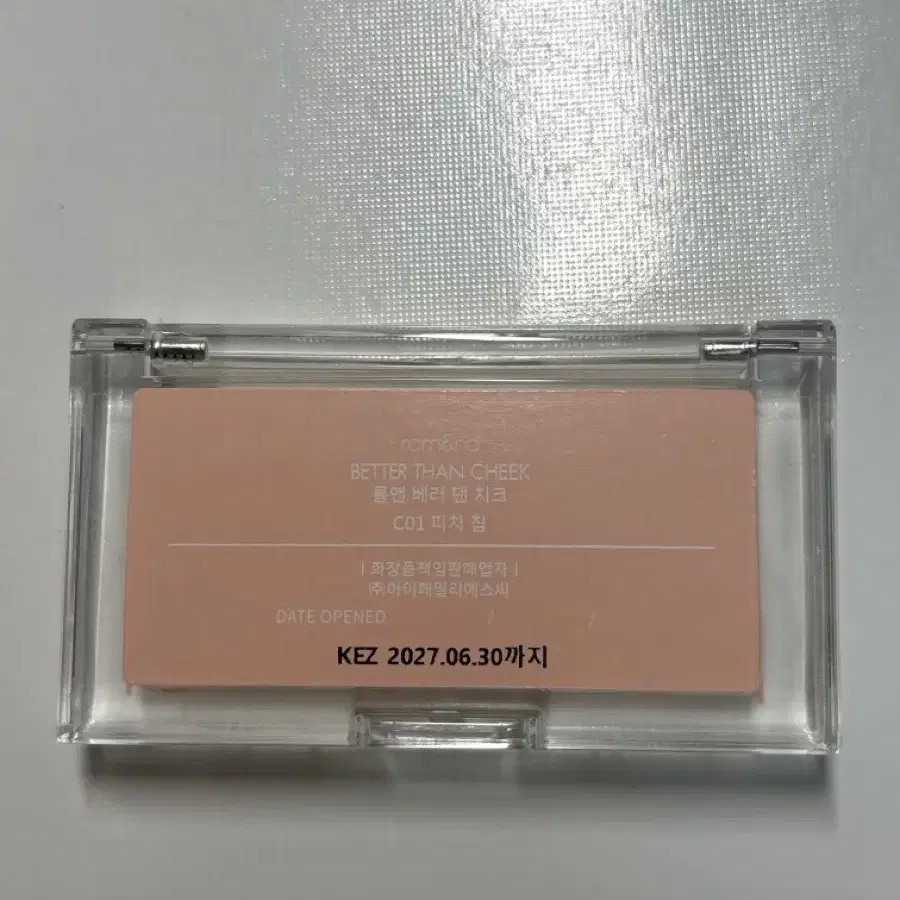 rom&nd
BETTER THAN CHEEK
롬앤 베러 댄 치크
C01 피치 칩
| 화장품책임판매업자 |
㈜아이패밀리에스씨
DATE OPENED / /
KEZ 2027.06.30까지